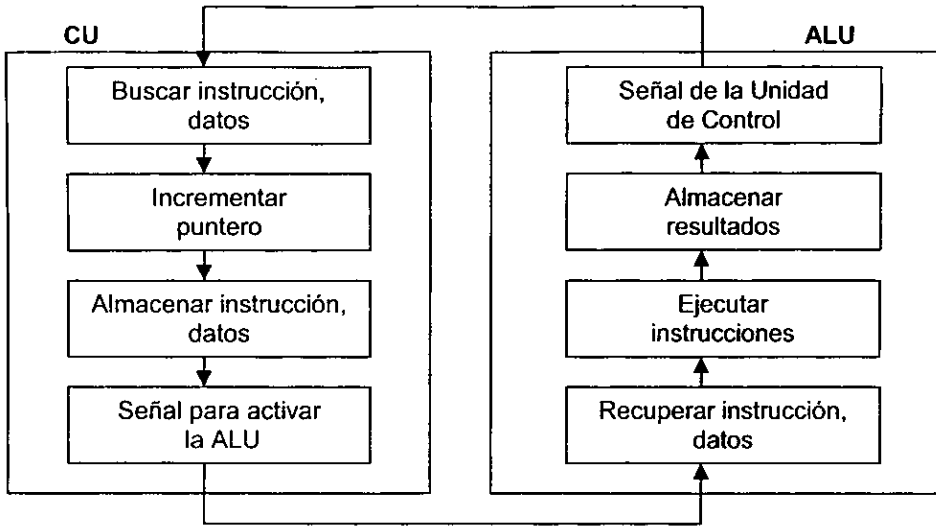 CU
Buscar instrucción,
datos
Incrementar
puntero
Almacenar instrucción,
datos
Señal para activar
la ALU
ALU
Señal de la Unidad
de Control
Almacenar
resultados
Ejecutar
instrucciones
Recuperar instrucción,
datos